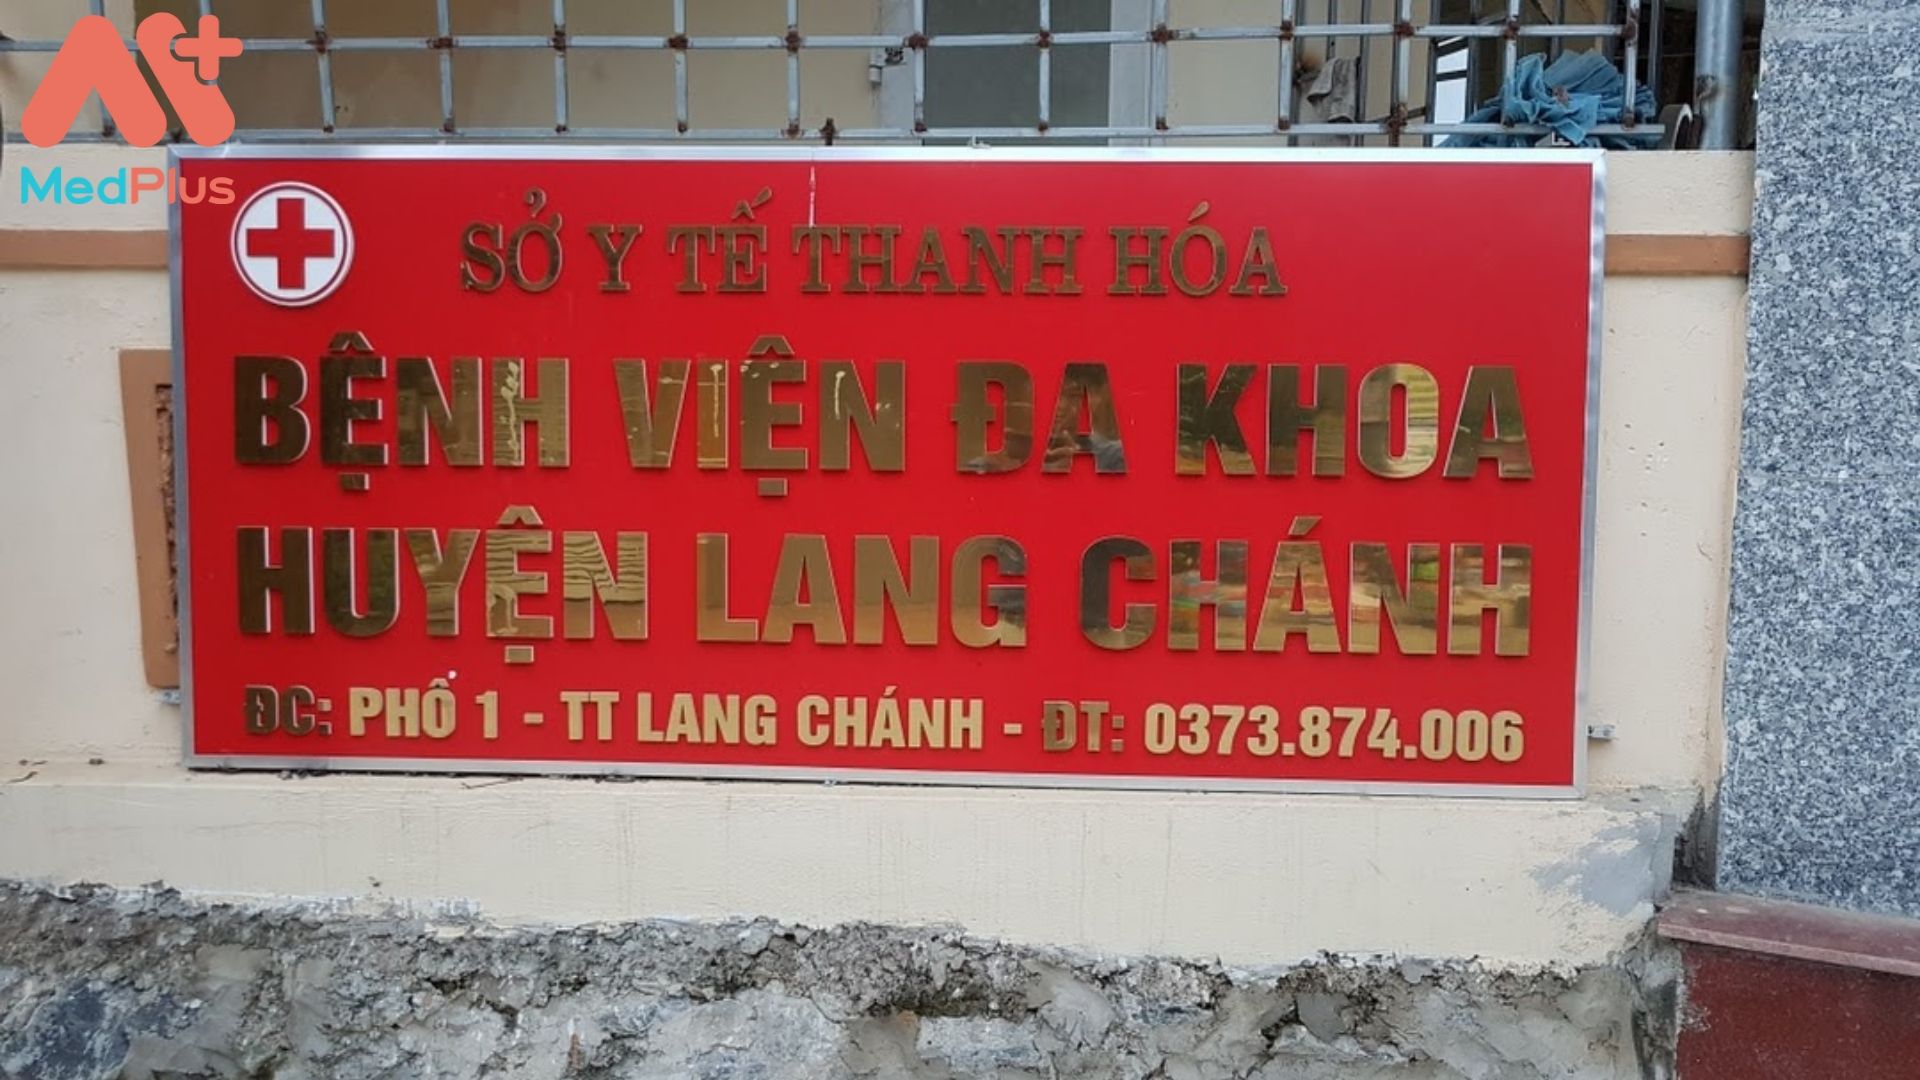 MedPlus
SỞ Y TẾ THANH HÓA
BỆNH VIỆN ĐA KHOA
HUYỆN LANG CHÁNH
ĐC: PHỐ 1 - TT LANG CHÁNH - ĐT: 0373.874.006